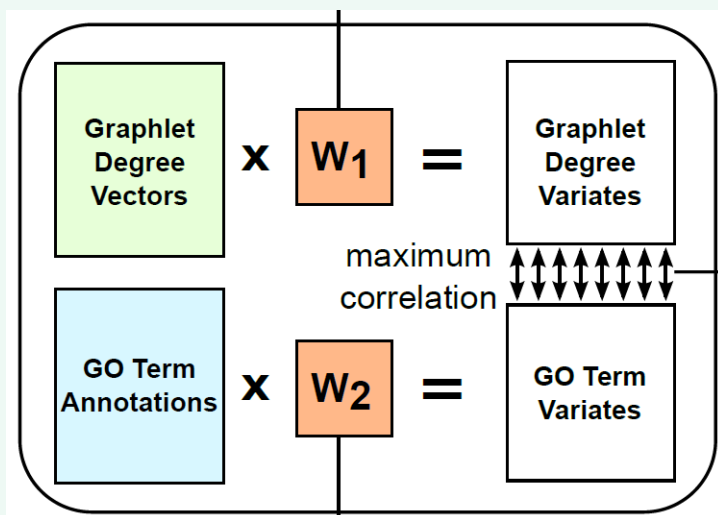 Graphlet
Degree
Vectors
x
W1
=
Graphlet
Degree
Variates
maximum
correlation
GO Term
Annotations
x
W2
=
GO Term
Variates